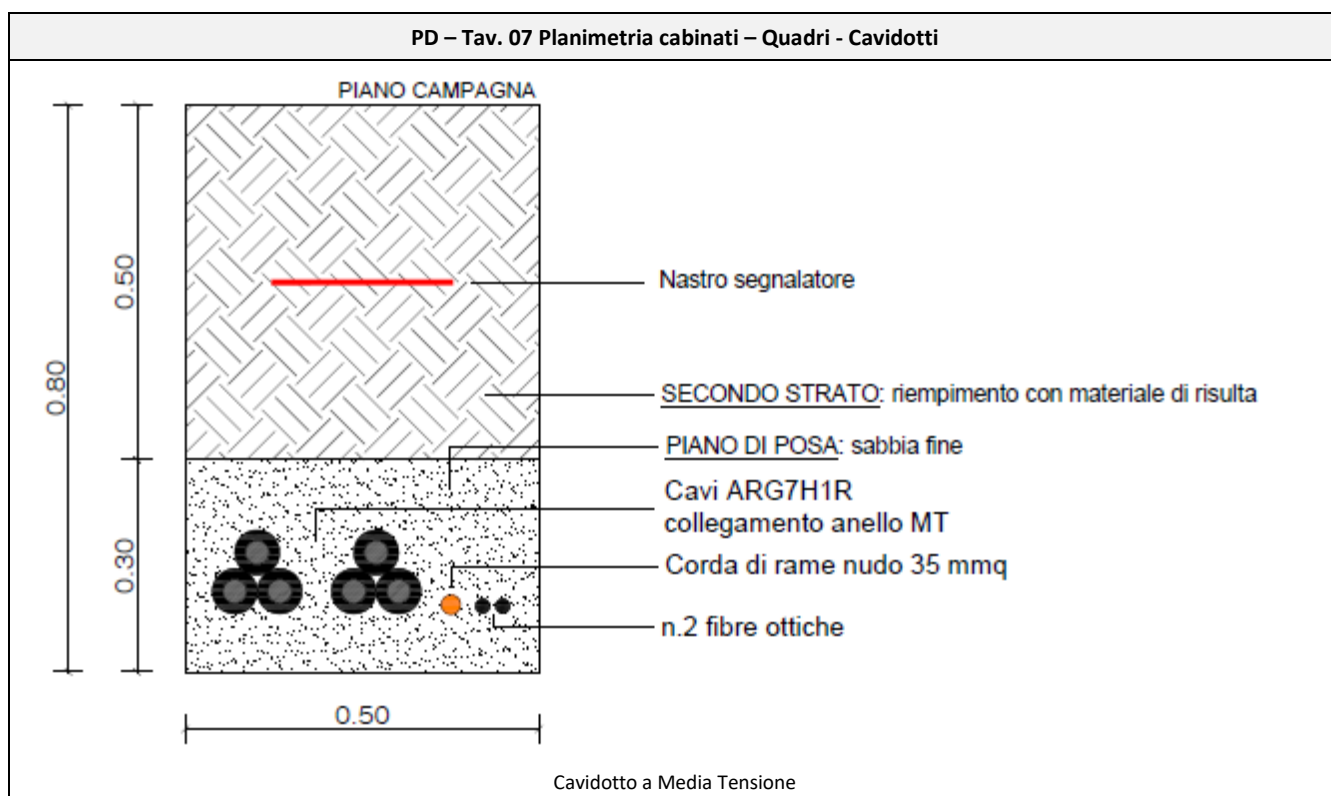 PD – Tav. 07 Planimetria cabinati – Quadri - Cavidotti
PIANO CAMPAGNA
0.50
0.80
0.30
Nastro segnalatore
SECONDO STRATO: riempimento con materiale di risulta
PIANO DI POSA: sabbia fine
Cavi ARG7H1R
collegamento anello MT
Corda di rame nudo 35 mmq
n.2 fibre ottiche
0.50
Cavidotto a Media Tensione